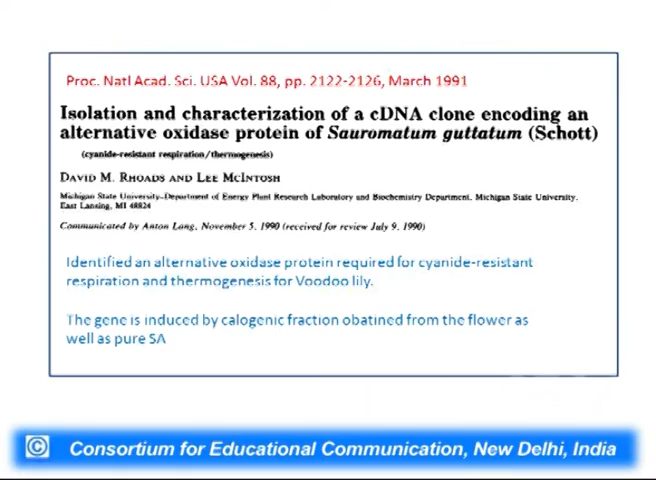 Proc. Natl Acad. Sci. USA Vol. 88, pp. 2122-2126, March 1991
Isolation and characterization of a cDNA clone encoding an
alternative oxidase protein of Sauromatum guttatum (Schott)
(cyanide-resistant respiration/thermogenesis)
DAVID M. RHOADS AND LEE MCINTOSH
Michigan State University–Department of Energy Plant Research Laboratory and Biochemistry Department, Michigan State University,
East Lansing, MI 48824
Communicated by Anton Lang, November 5, 1990 (received for review July 9, 1990)
Identified an alternative oxidase protein required for cyanide-resistant
respiration and thermogenesis for Voodoo lily.
The gene is induced by calogenic fraction obatined from the flower as
well as pure SA
© Consortium for Educational Communication, New Delhi, India